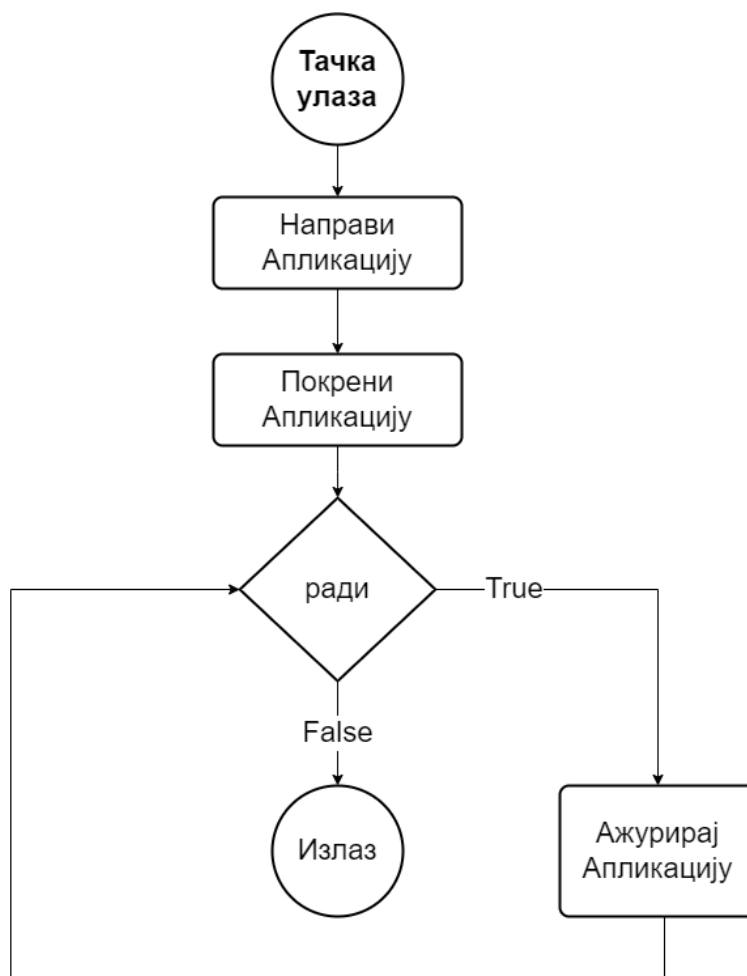 Тачка
улаза
Направи
Апликацију
Покрени
Апликацију
ради
True
False
Излаз
Ажурирај
Апликацију